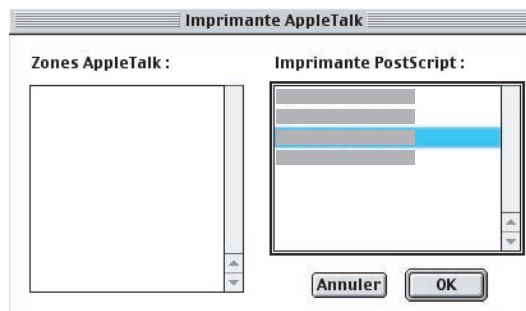 Imprimante AppleTalk
Zones AppleTalk :
Imprimante PostScript :
Annuler
OK